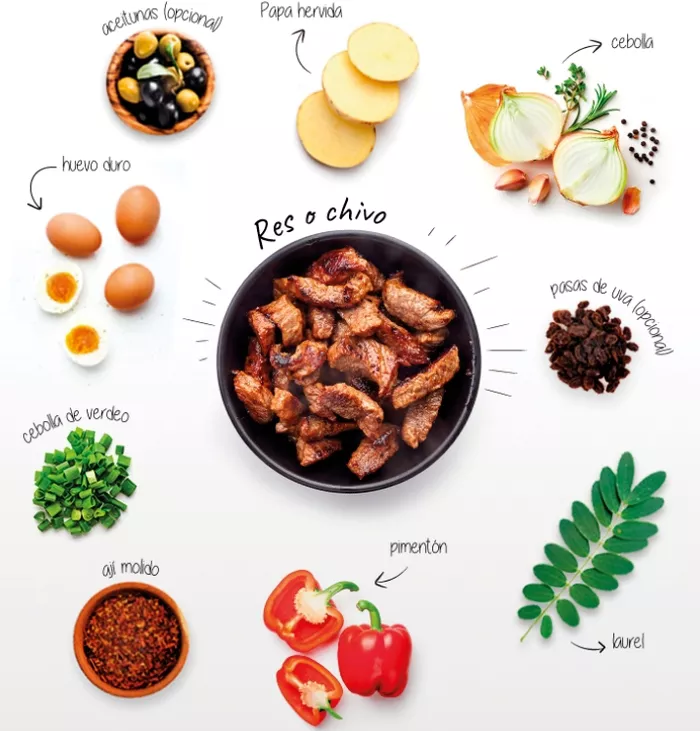 aceitunas (opcional)
Papa hervida
cebolla
huevo duro
Res o chivo
pasas de uva (opcional)
cebolla de verdeo
ají molido
pimentón
laurel